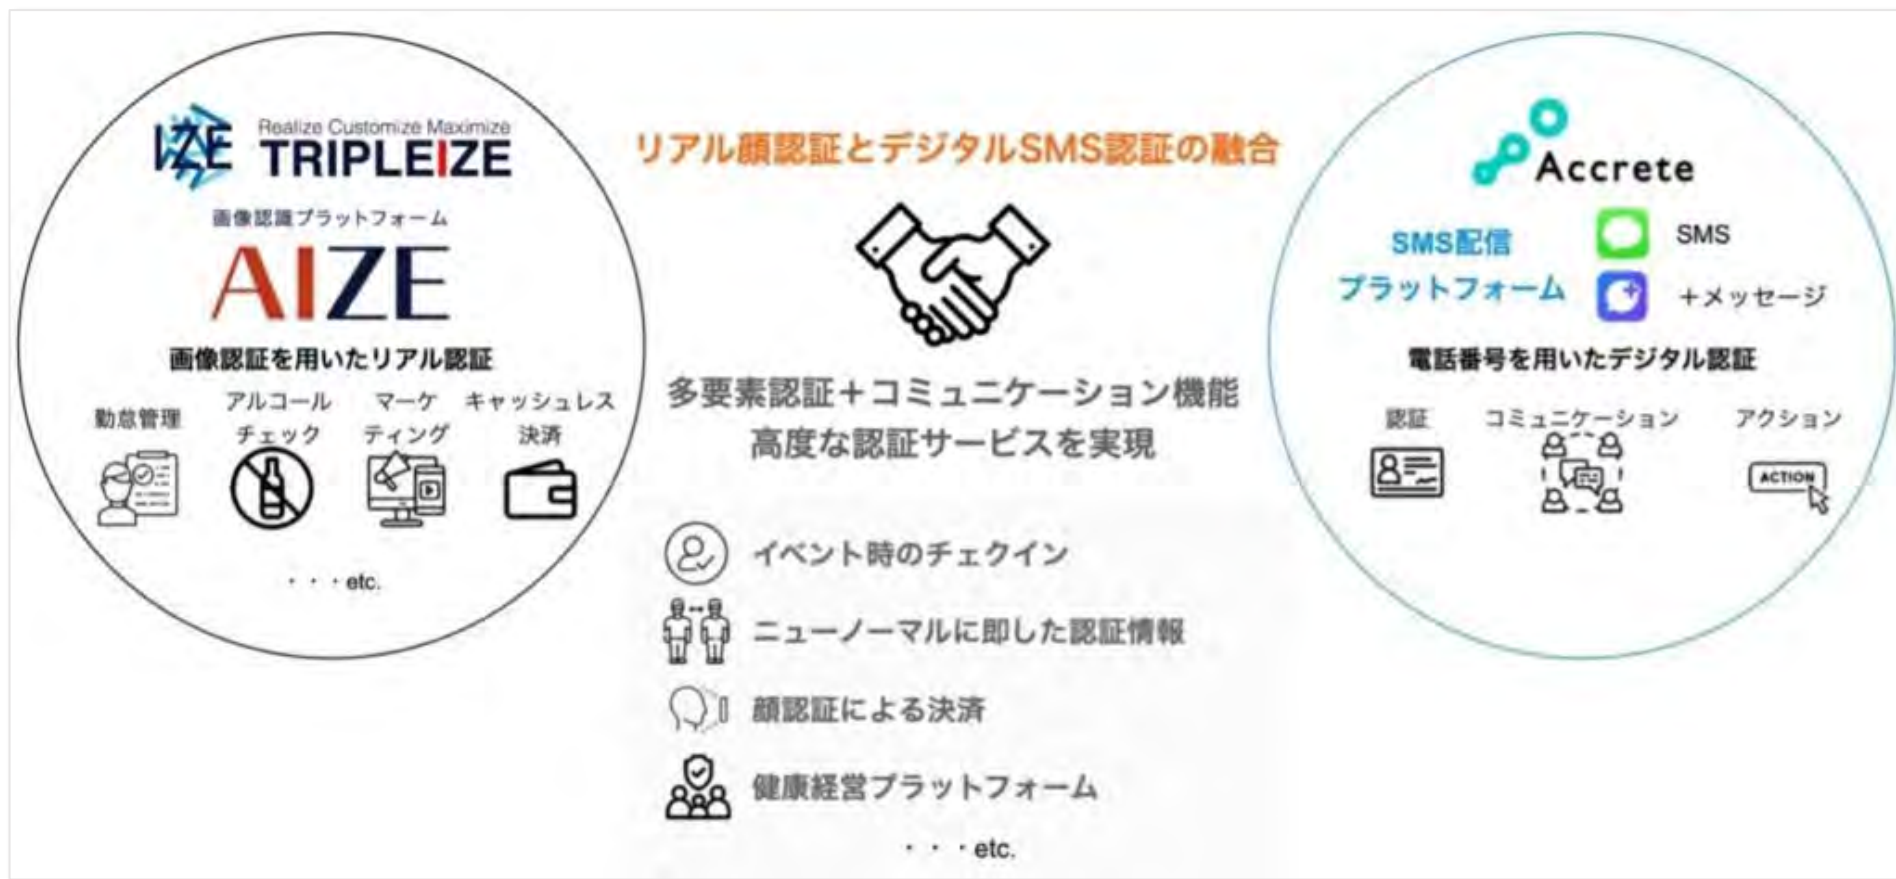 IZE
Realize Customize Maximize
TRIPLEIZE
画像認識プラットフォーム
AIZE
画像認証を用いたリアル認証
勤怠管理
アルコール
チェック
マーケ
ティング
キャッシュレス
決済
・・・etc.
リアル顔認証とデジタルSMS認証の融合
多要素認証+コミュニケーション機能
高度な認証サービスを実現
イベント時のチェクイン
ニューノーマルに即した認証情報
顔認証による決済
健康経営プラットフォーム
・・・etc.
Accrete
SMS配信
プラットフォーム
SMS
+メッセージ
電話番号を用いたデジタル認証
認証
コミュニケーション
アクション
ACTION